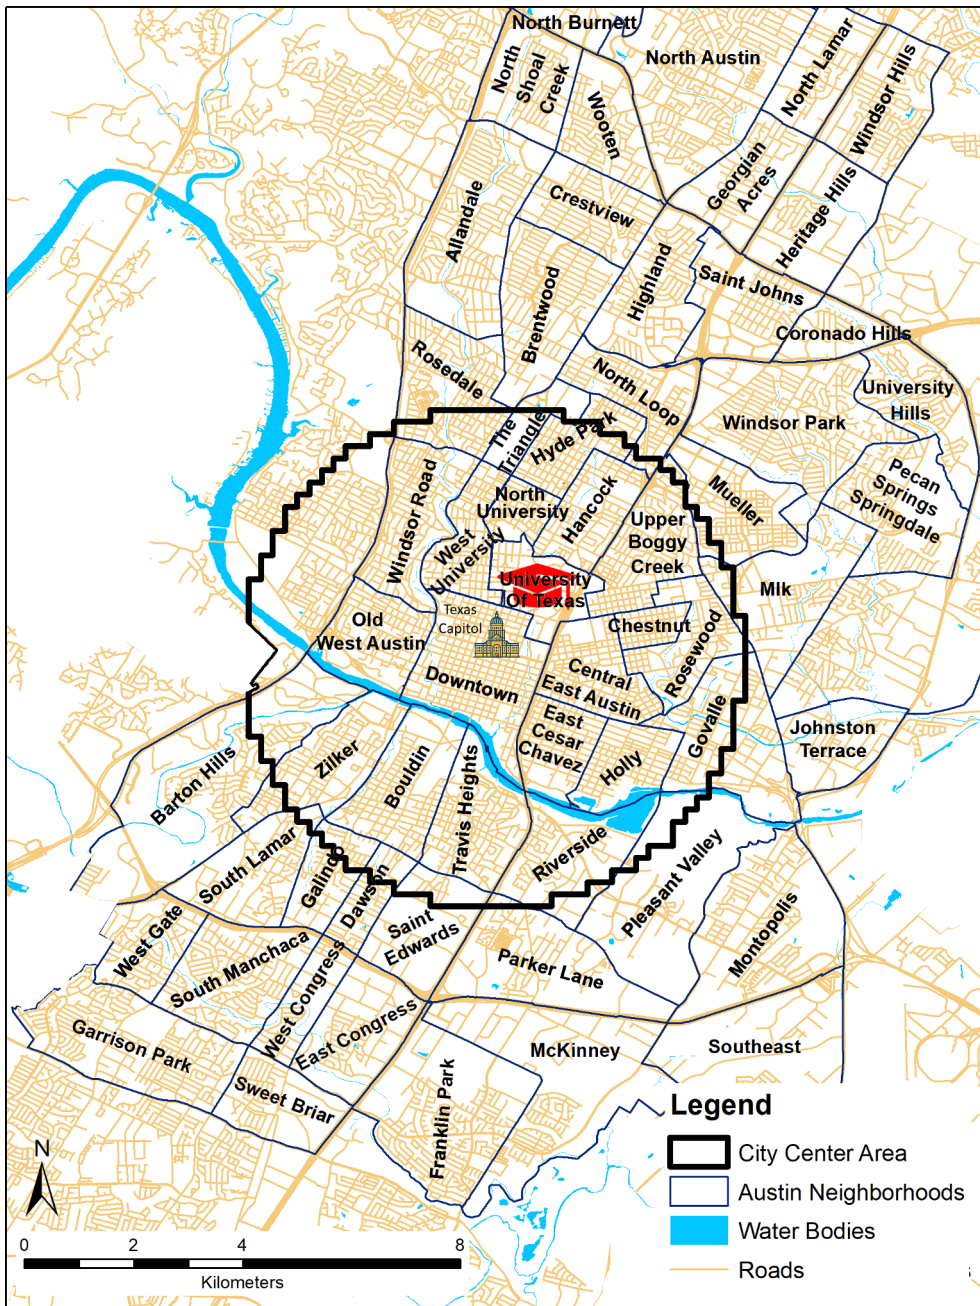 North Burnett
North Austin
North Lamar
Windsor Hills
North
Shoal
Creek
Wooten
Georgian
Acres
Heritage Hills
Allandale
Crestview
Highland
Saint Johns
Coronado Hills
Brentwood
Rosedale
North Loop
University
Hills
Windsor Park
The
Triangle
Hyde Park
Pecan
Springs
Springdale
Mueller
Windsor Road
North
University
Hancock
Upper
Boggy
Creek
West
University
University
Of Texas
Mlk
Texas
Capitol
Old
West Austin
Chestnut
Rosewood
Downtown
Central
East Austin
East
Cesar
Chavez
Holly
Govalle
Johnston
Terrace
Barton Hills
Zilker
Bouldin
Travis Heights
Riverside
Pleasant Valley
South Lamar
Galindo
Dawson
Saint
Edwards
Montopolis
West Gate
South Manchaca
West Congress
Parker Lane
East Congress
Garrison Park
Sweet Briar
Franklin Park
McKinney
Southeast
Legend
City Center Area
Austin Neighborhoods
Water Bodies
Roads
N
0 2 4 8
Kilometers